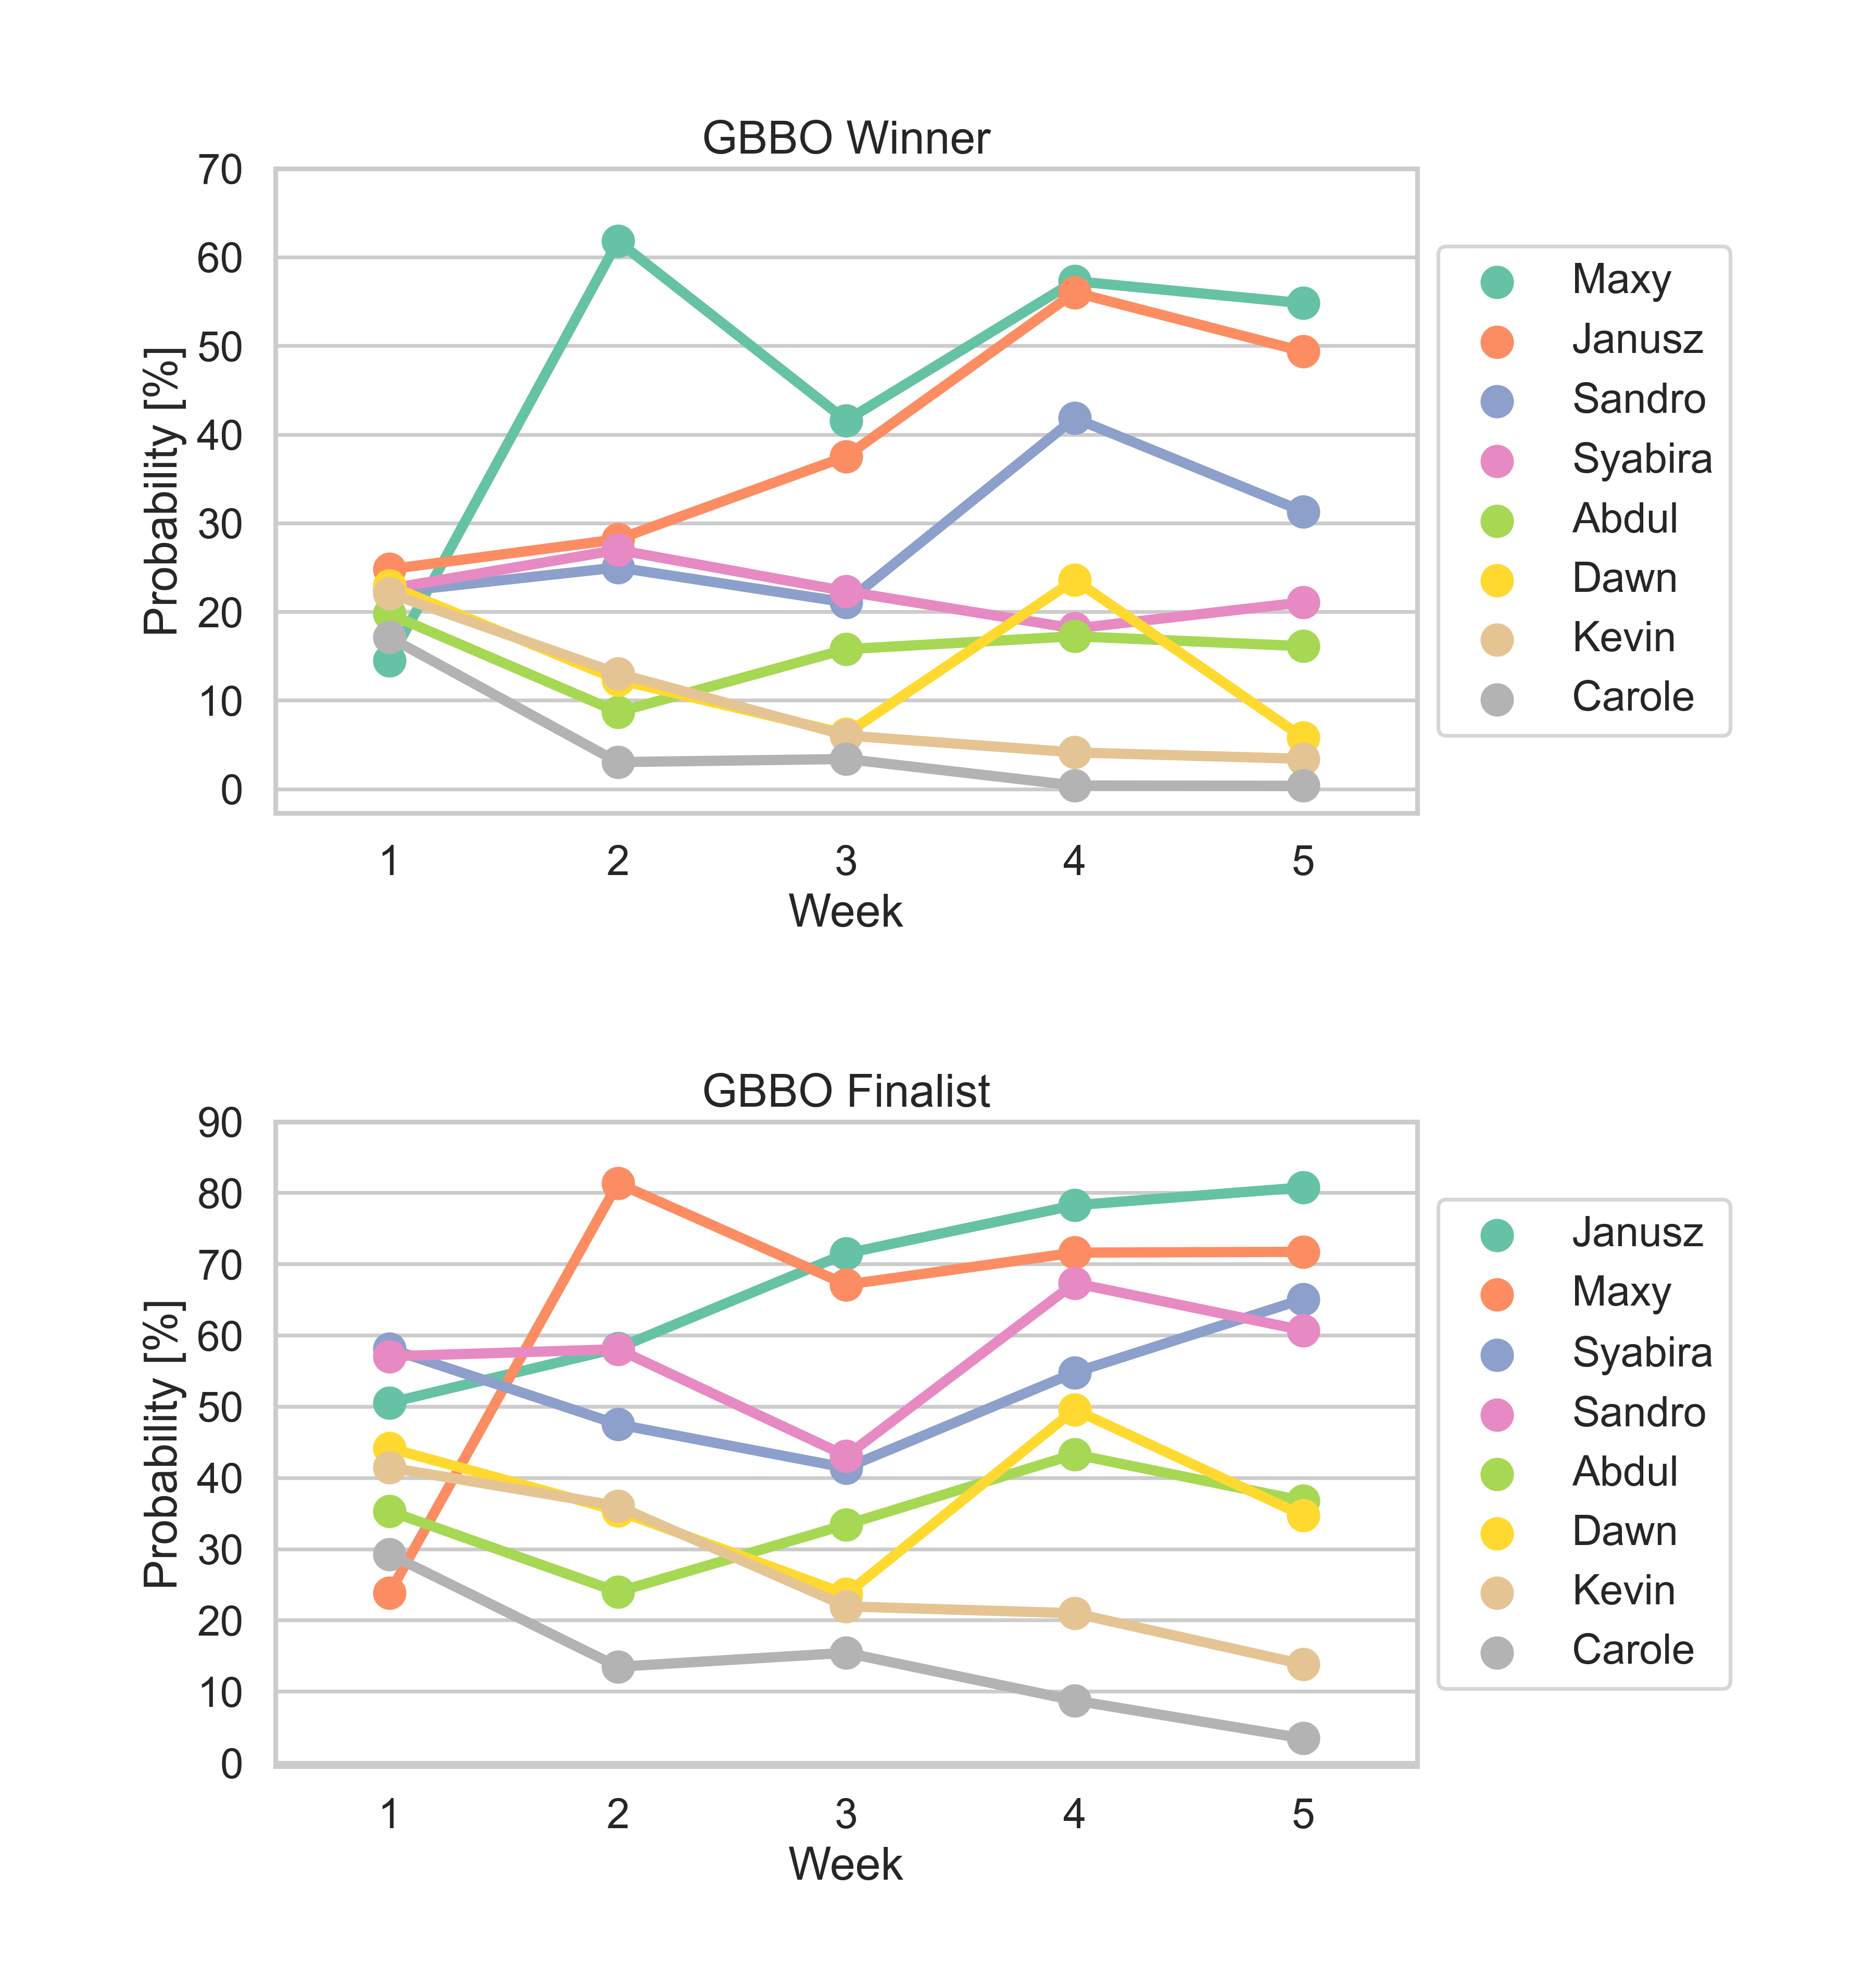 GBBO Winner
70
60
50
40
30
20
10
0
Probability [%]
1 2 3 4 5
Week
Maxy
Janusz
Sandro
Syabira
Abdul
Dawn
Kevin
Carole
GBBO Finalist
90
80
70
60
50
40
30
20
10
0
Probability [%]
1 2 3 4 5
Week
Janusz
Maxy
Syabira
Sandro
Abdul
Dawn
Kevin
Carole